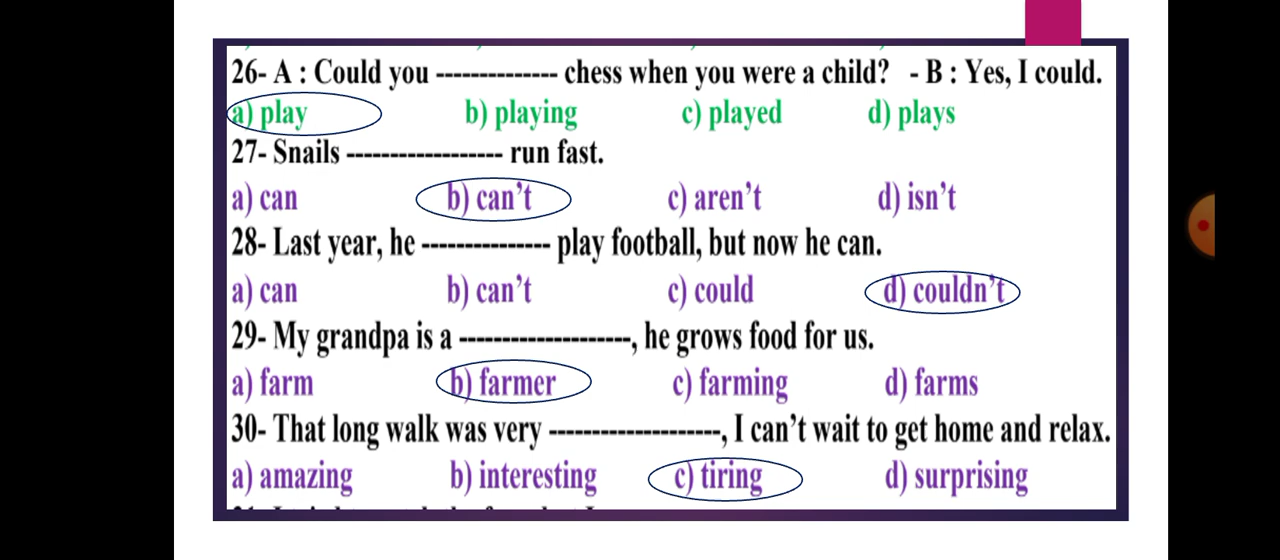 26- A : Could you -------------- chess when you were a child? - B : Yes, I could.
a) play b) playing c) played d) plays
27- Snails ------------------ run fast.
a) can b) can’t c) aren’t d) isn’t
28- Last year, he --------------- play football, but now he can.
a) can b) can’t c) could d) couldn’t
29- My grandpa is a --------------------, he grows food for us.
a) farm b) farmer c) farming d) farms
30- That long walk was very --------------------, I can’t wait to get home and relax.
a) amazing b) interesting c) tiring d) surprising